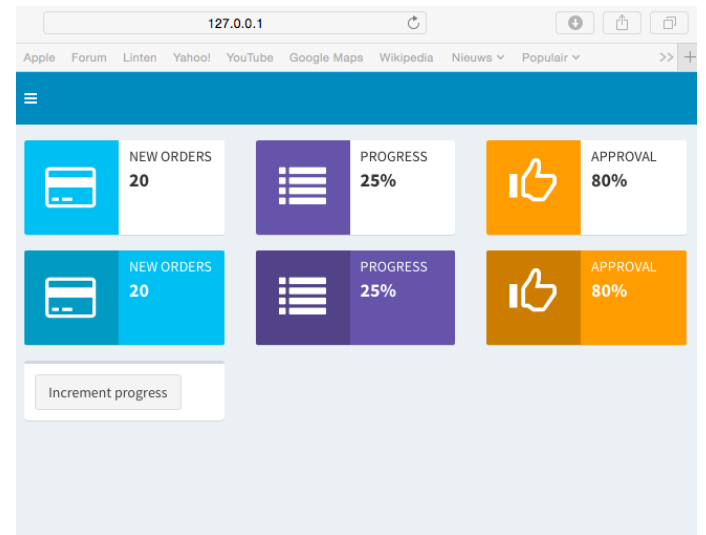 127.0.0.1
Apple Forum Linten Yahoo! YouTube Google Maps Wikipedia Nieuws Populair >> +
NEW ORDERS
20
PROGRESS
25%
APPROVAL
80%
NEW ORDERS
20
PROGRESS
25%
APPROVAL
80%
Increment progress